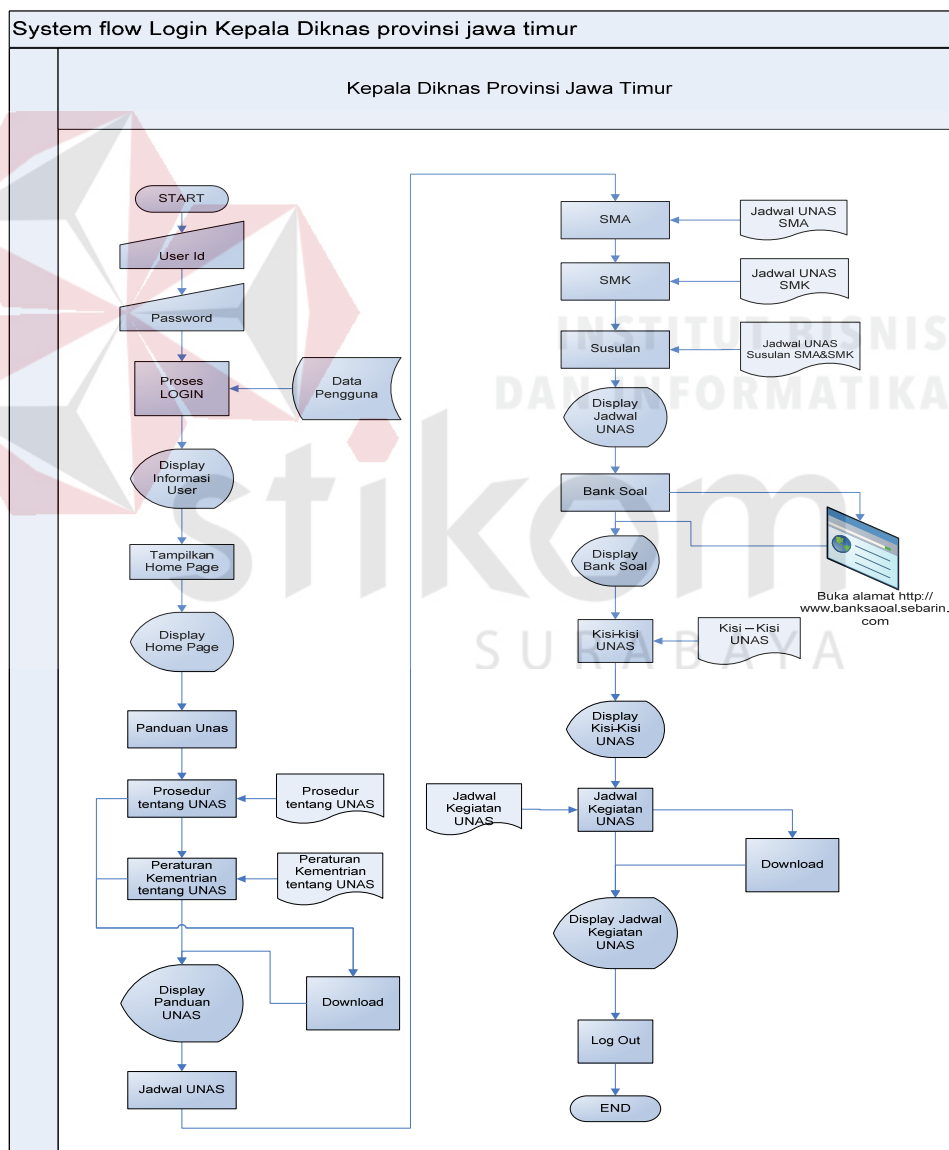 System flow Login Kepala Diknas provinsi jawa timur
Kepala Diknas Provinsi Jawa Timur
START
User Id
Password
Proses
LOGIN
Data
Pengguna
Display
Informasi
User
Tampilkan
Home Page
Display
Home Page
Panduan Unas
Prosedur
tentang UNAS
Prosedur
tentang UNAS
Peraturan
Kementrian
tentang UNAS
Peraturan
Kementrian
tentang UNAS
Display
Panduan
UNAS
Download
Jadwal UNAS
SMA
Jadwal UNAS
SMA
SMK
Jadwal UNAS
SMK
Susulan
Jadwal UNAS
Susulan SMA&SMK
Display
Jadwal
UNAS
Bank Soal
Display
Bank Soal
Buka alamat http://
www.banksaoal.sebarin.
com
Kisi-kisi
UNAS
Kisi – Kisi
UNAS
Display
Kisi-Kisi
UNAS
Jadwal
Kegiatan
UNAS
Jadwal
Kegiatan
UNAS
Download
Display Jadwal
Kegiatan
UNAS
Log Out
END
INSTITUT BISNIS
DAN INFORMATIKA
stikom
SURABAYA